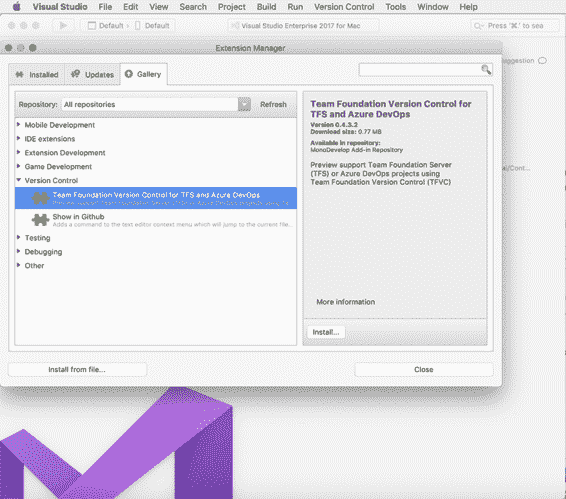 Visual Studio File Edit View Search Project Build Run Version Control Tools Window Help
Default Default Visual Studio Enterprise 2017 for Mac Press '⌘' to sea
Extension Manager
uggestion
Installed Updates Gallery
Repository: All repositories Refresh
Mobile Development
IDE extensions
Extension Development
Game Development
Version Control
Team Foundation Version Control for TFS and Azure DevOps
Show in Github
Adds a command to the text editor context menu which will jump to the current file...
Testing
Debugging
Other
Team Foundation Version Control for
TFS and Azure DevOps
Version 0.4.3.2
Download size: 0.77 MB
Available in repository:
MonoDevelop Add-in Repository
Preview support Team Foundation Server
(TFS) or Azure DevOps projects using
Team Foundation Version Control (TFVC)
/Cont...
More information
Install...
Install from file...
Close